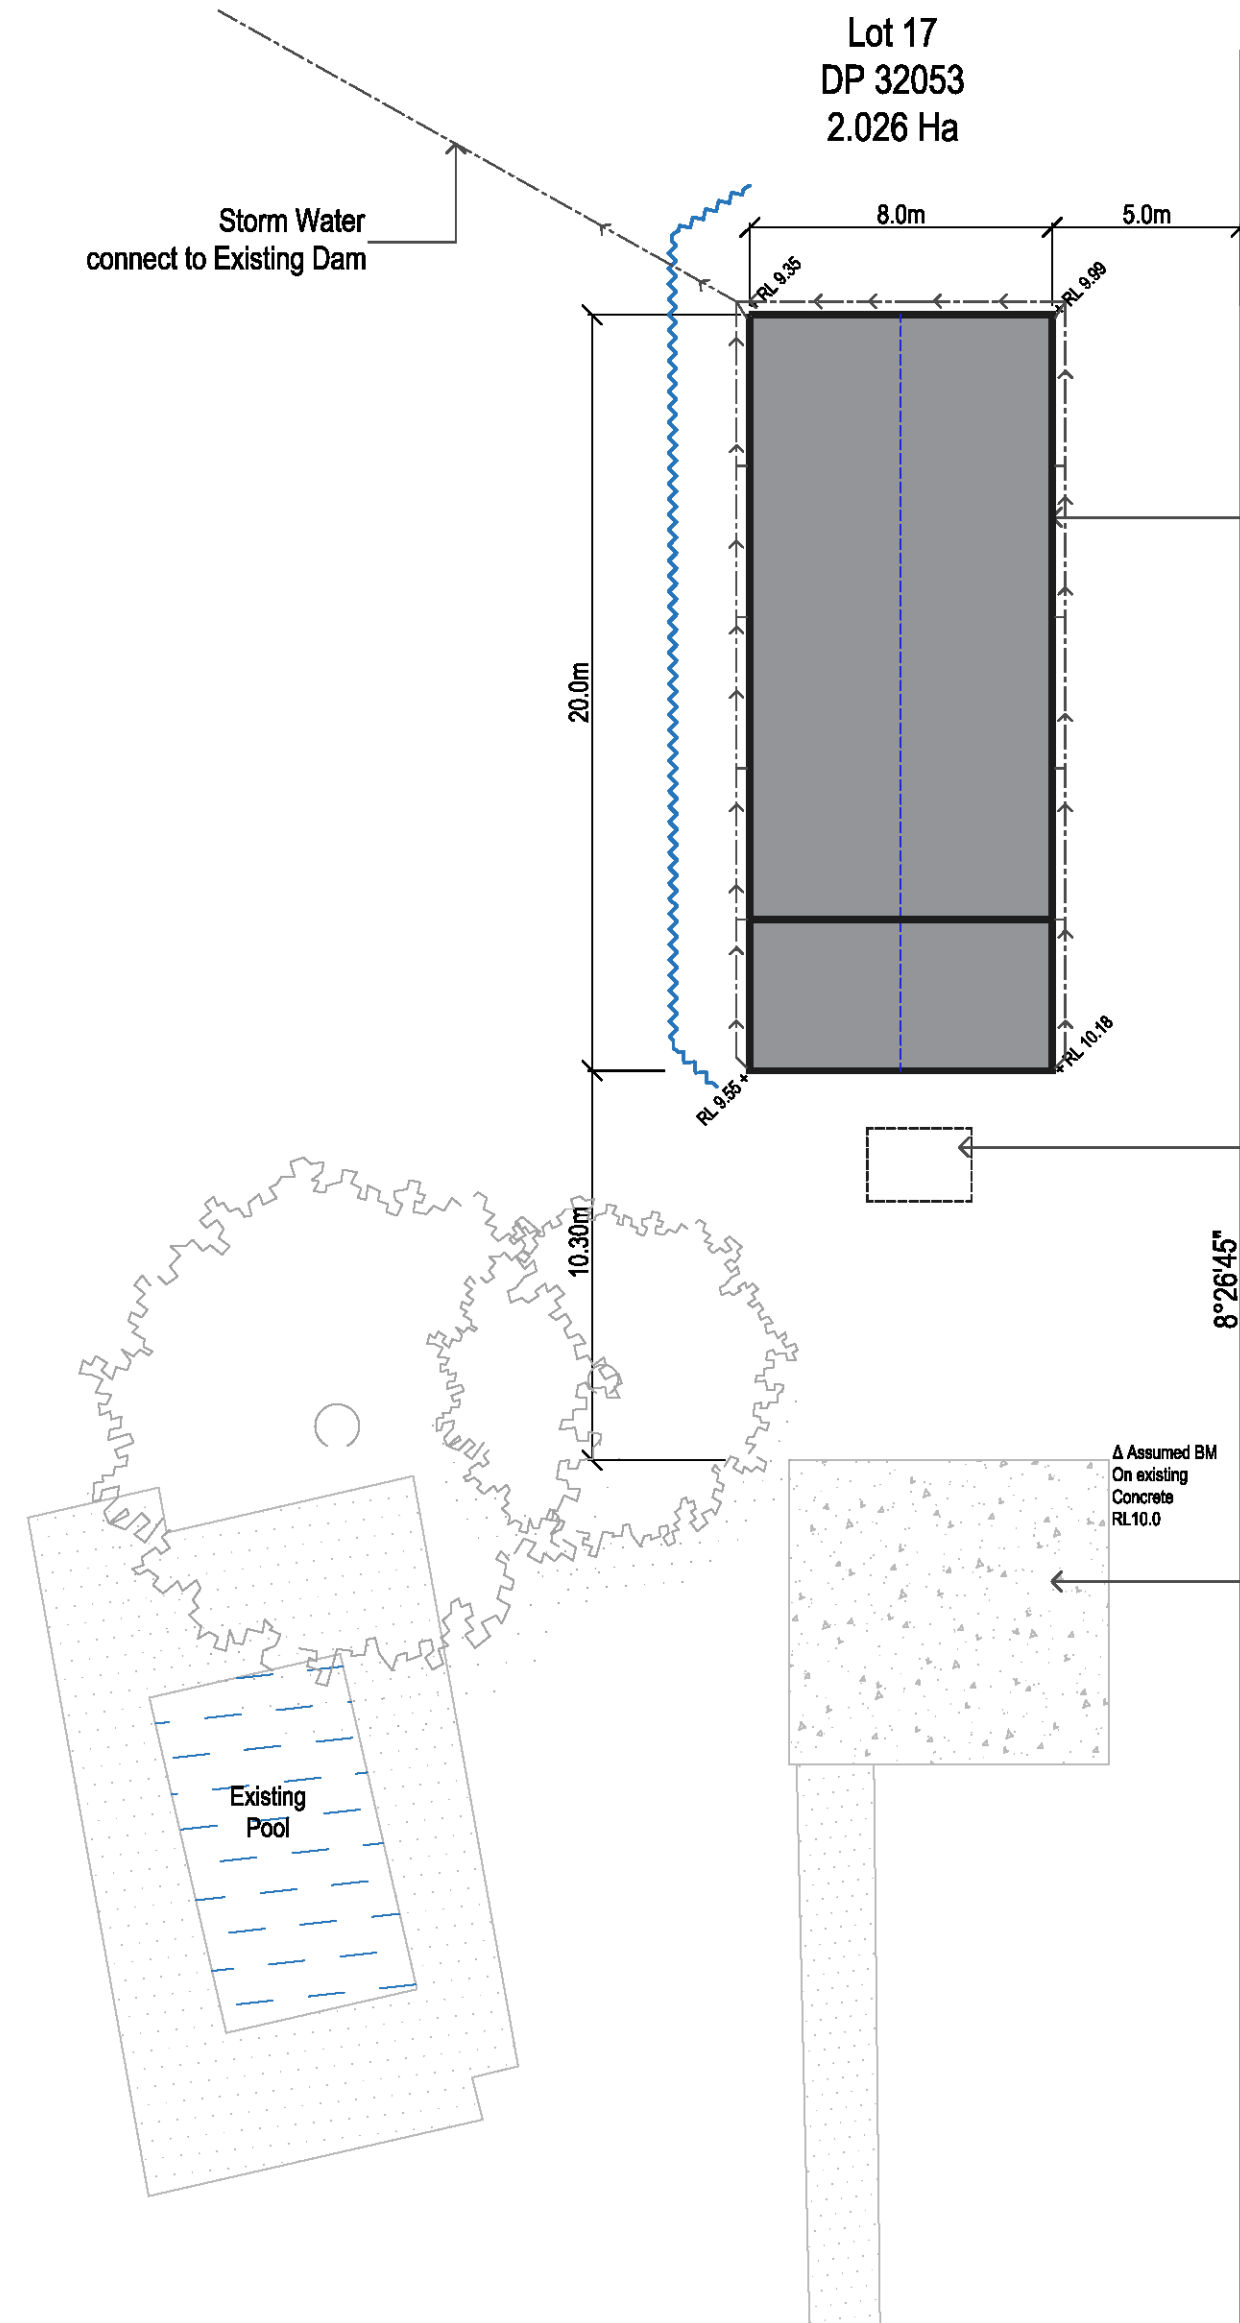 Lot 17
DP 32053
2.026 Ha
Storm Water
connect to Existing Dam
8.0m
5.0m
RL 9.35
RL 9.99
20.0m
RL 9.55
RL 10.18
10.30m
8°26'45"
Δ Assumed BM
On existing
Concrete
RL10.0
Existing
Pool